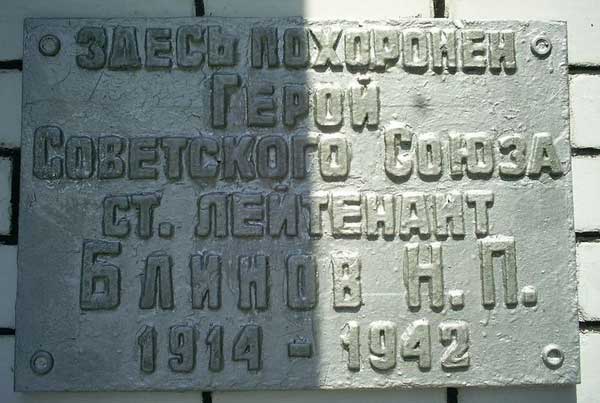 Здесь похоронен
Герой
Советского Союза
ст. лейтенант
Блинов Н.П.
1914 - 1942